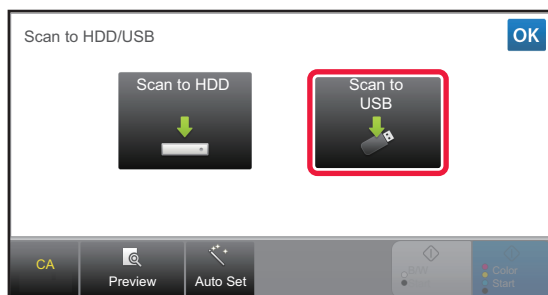 Scan to HDD/USB
OK
Scan to HDD
Scan to
USB
CA
Preview
Auto Set
B/W
Start
Color
Start